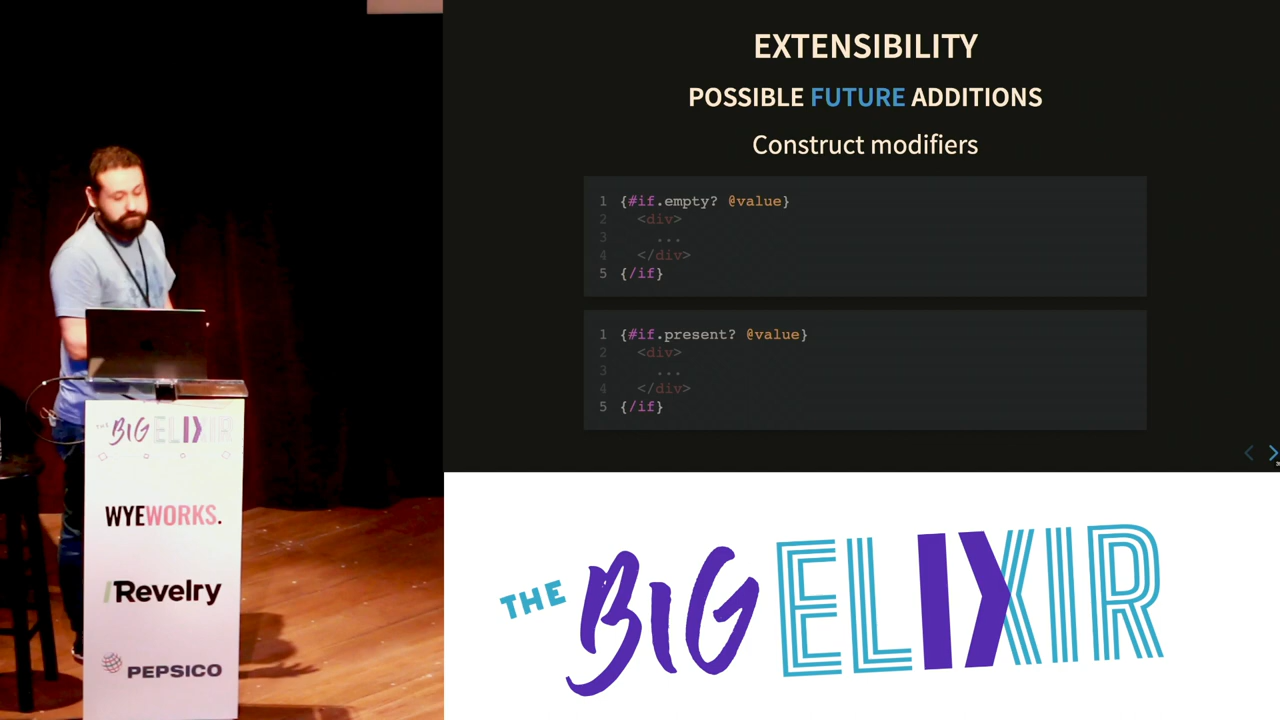 EXTENSIBILITY
POSSIBLE FUTURE ADDITIONS
Construct modifiers
1 {#if.empty? @value}
2 <div>
3 ...
4 </div>
5 {/if}
1 {#if.present? @value}
2 <div>
3 ...
4 </div>
5 {/if}
THE BIG ELIXIR
WYEWORKS.
Revelry
PEPSICO
THE BIG ELIXIR